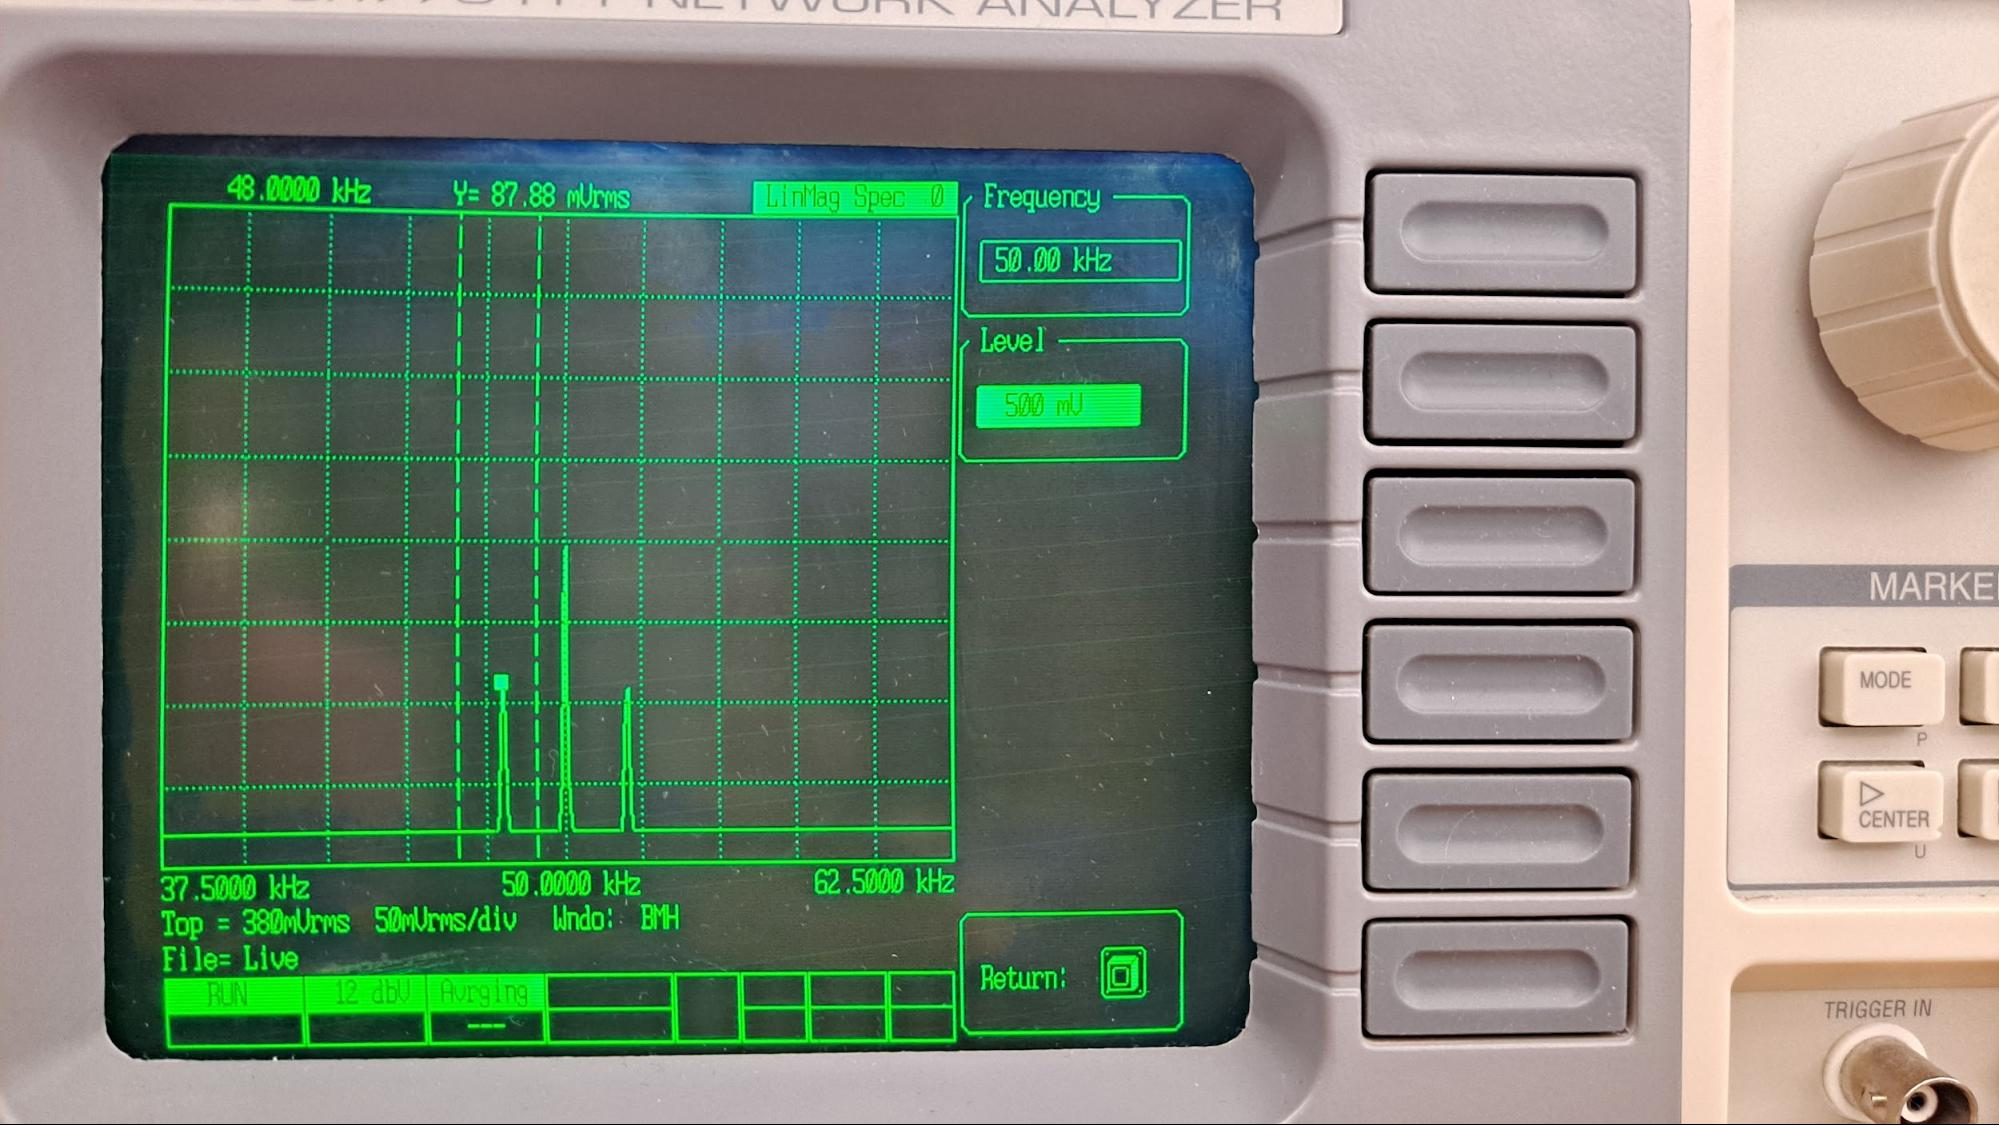 NETWORK ANALYZER
48.0000 kHz Y= 87.88 mVrms LinMag Spec 0
Frequency
50.00 kHz
Level
500 mV
37.5000 kHz 50.0000 kHz 62.5000 kHz
Top = 380mVrms 50mVrms/div Wndo: BMH
File= Live
RUN 12 dbV Avrging
---
Return:
MARKE
MODE
P
CENTER
U
TRIGGER IN